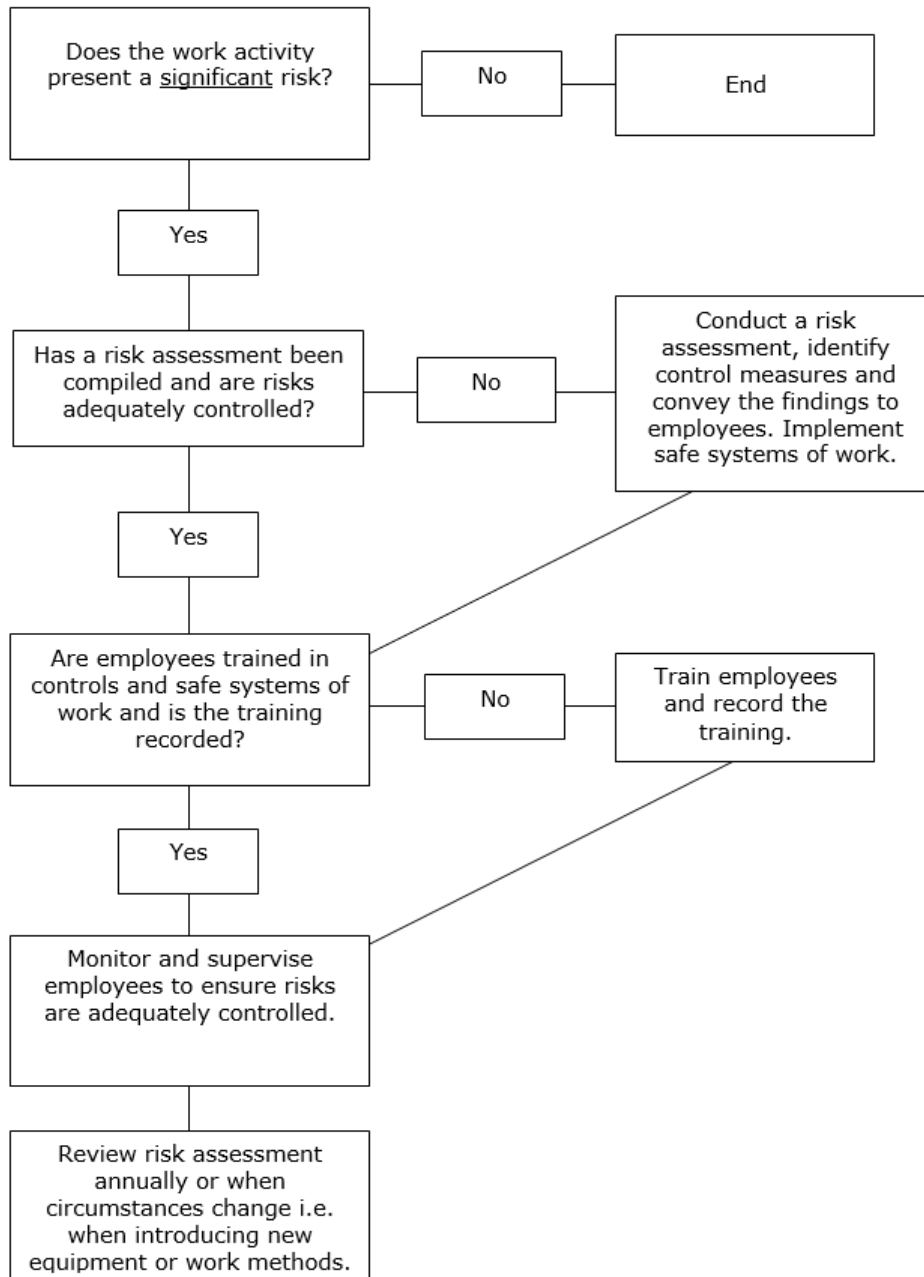 Does the work activity
present a significant risk?
No
End
Yes
Has a risk assessment been
compiled and are risks
adequately controlled?
No
Conduct a risk
assessment, identify
control measures and
convey the findings to
employees. Implement
safe systems of work.
Yes
Are employees trained in
controls and safe systems of
work and is the training
recorded?
No
Train employees
and record the
training.
Yes
Monitor and supervise
employees to ensure risks
are adequately controlled.
Review risk assessment
annually or when
circumstances change i.e.
when introducing new
equipment or work methods.